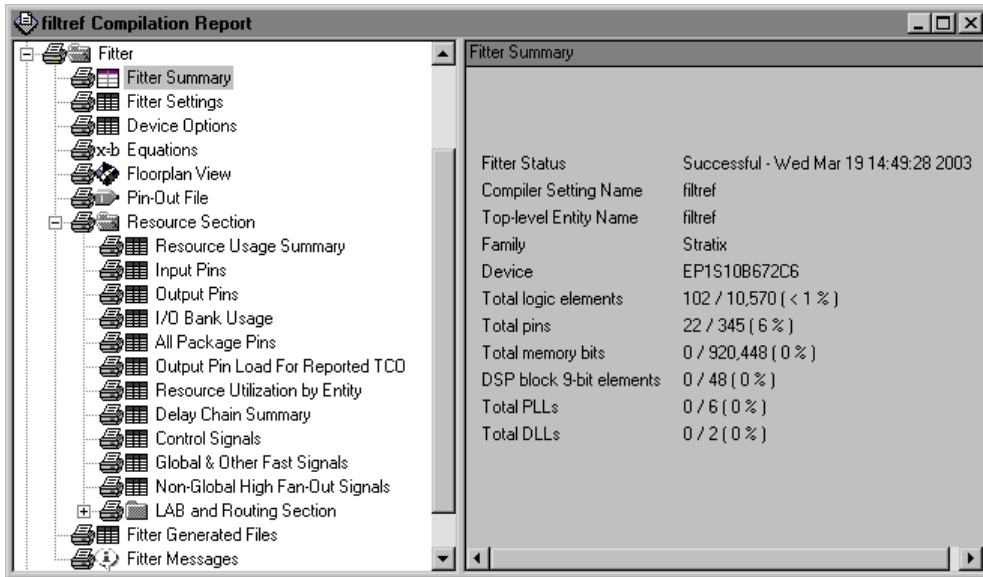 filtref Compilation Report
Fitter
Fitter Summary
Fitter Settings
Device Options
x=b Equations
Floorplan View
Pin-Out File
Resource Section
Resource Usage Summary
Input Pins
Output Pins
I/O Bank Usage
All Package Pins
Output Pin Load For Reported TCO
Resource Utilization by Entity
Delay Chain Summary
Control Signals
Global & Other Fast Signals
Non-Global High Fan-Out Signals
LAB and Routing Section
Fitter Generated Files
Fitter Messages
Fitter Summary
Fitter Status Successful - Wed Mar 19 14:49:28 2003
Compiler Setting Name filtref
Top-level Entity Name filtref
Family Stratix
Device EP1S10B672C6
Total logic elements 102 / 10,570 ( < 1 % )
Total pins 22 / 345 ( 6 % )
Total memory bits 0 / 920,448 ( 0 % )
DSP block 9-bit elements 0 / 48 ( 0 % )
Total PLLs 0 / 6 ( 0 % )
Total DLLs 0 / 2 ( 0 % )